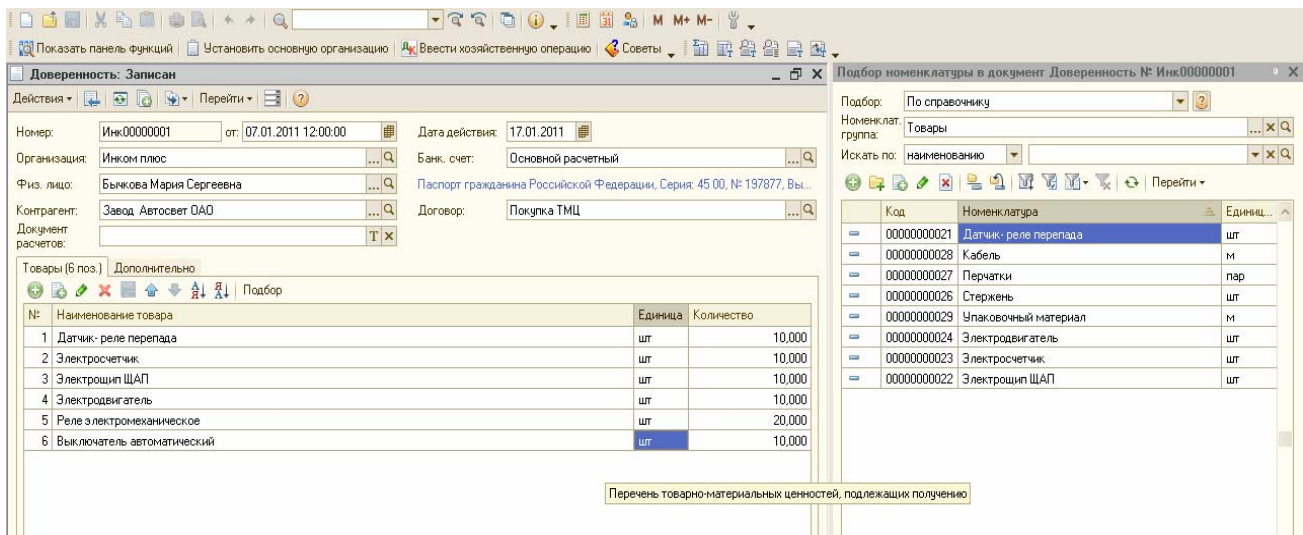 M M+ M-
Показать панель функций Установить основную организацию Ввести хозяйственную операцию Советы
Доверенность: Записан
Действия Перейти
Номер: Инк00000001 от: 07.01.2011 12:00:00 Дата действия: 17.01.2011
Организация: Инком плюс Банк. счет: Основной расчетный
Физ. лицо: Бычкова Мария Сергеевна Паспорт гражданина Российской Федерации, Серия: 45 00, № 197877, Вы...
Контрагент: Завод Автосвет ОАО Договор: Покупка ТМЦ
Документ
расчетов: T
Товары (6 поз.) Дополнительно
Подбор
№ Наименование товара Единица Количество
1 Датчик- реле перепада шт 10,000
2 Электросчетчик шт 10,000
3 Электрощип ЩАП шт 10,000
4 Электродвигатель шт 10,000
5 Реле электромеханическое шт 20,000
6 Выключатель автоматический шт 10,000
Перечень товарно-материальных ценностей, подлежащих получению
Подбор номенклатуры в документ Доверенность № Инк00000001
Подбор: По справочнику
Номенклат.
группа: Товары
Искать по: наименованию
Перейти
Код Номенклатура Единиц...
00000000021 Датчик- реле перепада шт
00000000028 Кабель м
00000000027 Перчатки пар
00000000026 Стержень шт
00000000029 Упаковочный материал м
00000000024 Электродвигатель шт
00000000023 Электросчетчик шт
00000000022 Электрощип ЩАП шт